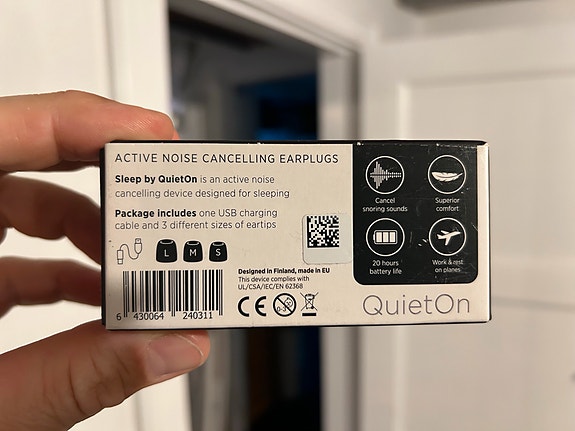 ACTIVE NOISE CANCELLING EARPLUGS
Sleep by QuietOn is an active noise
cancelling device designed for sleeping
Package includes one USB charging
cable and 3 different sizes of eartips
L M S
6 430064 240311
Designed in Finland, made in EU
This device complies with
UL/CSA/IEC/EN 62368
CE 0-3
Cancel
snoring sounds
Superior
comfort
20 hours
battery life
Work & rest
on planes
QuietOn